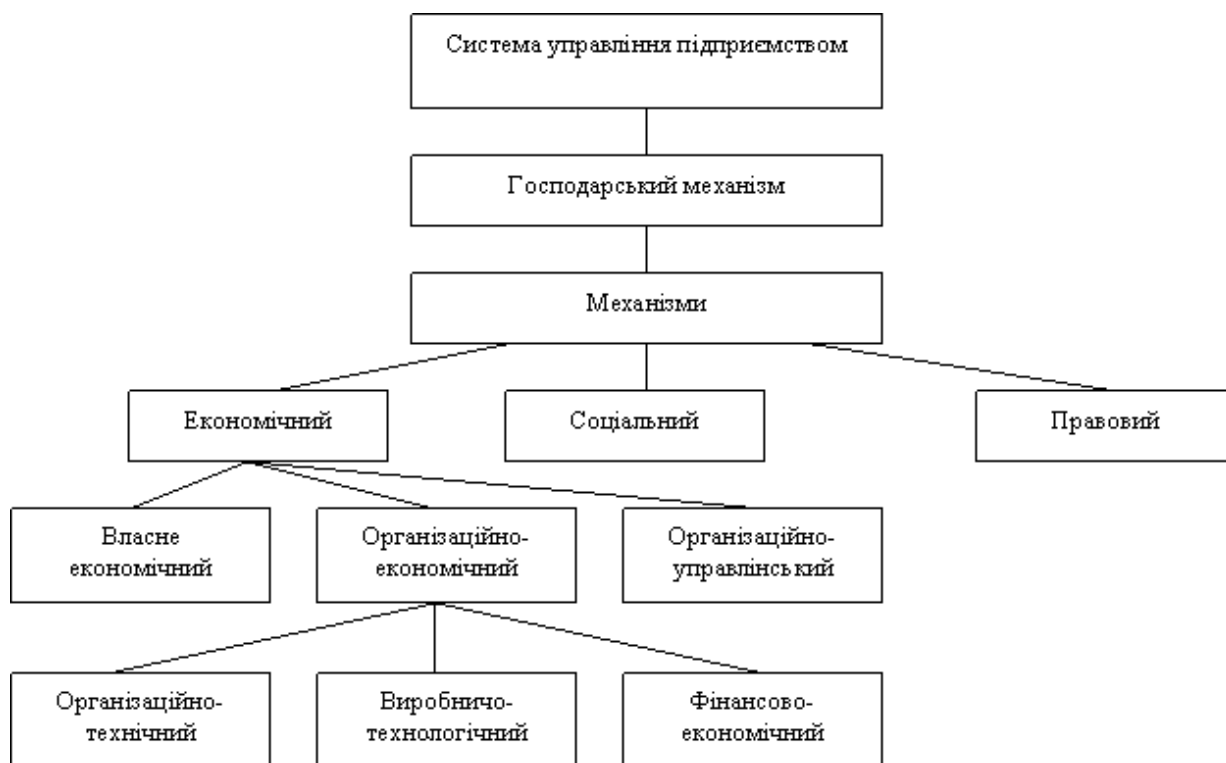 Система управління підприємством
Господарський механізм
Механізми
Економічний
Соціальний
Правовий
Власне
економічний
Організаційно-
економічний
Організаційно-
управлінський
Організаційно-
технічний
Виробничо-
технологічний
Фінансово-
економічний